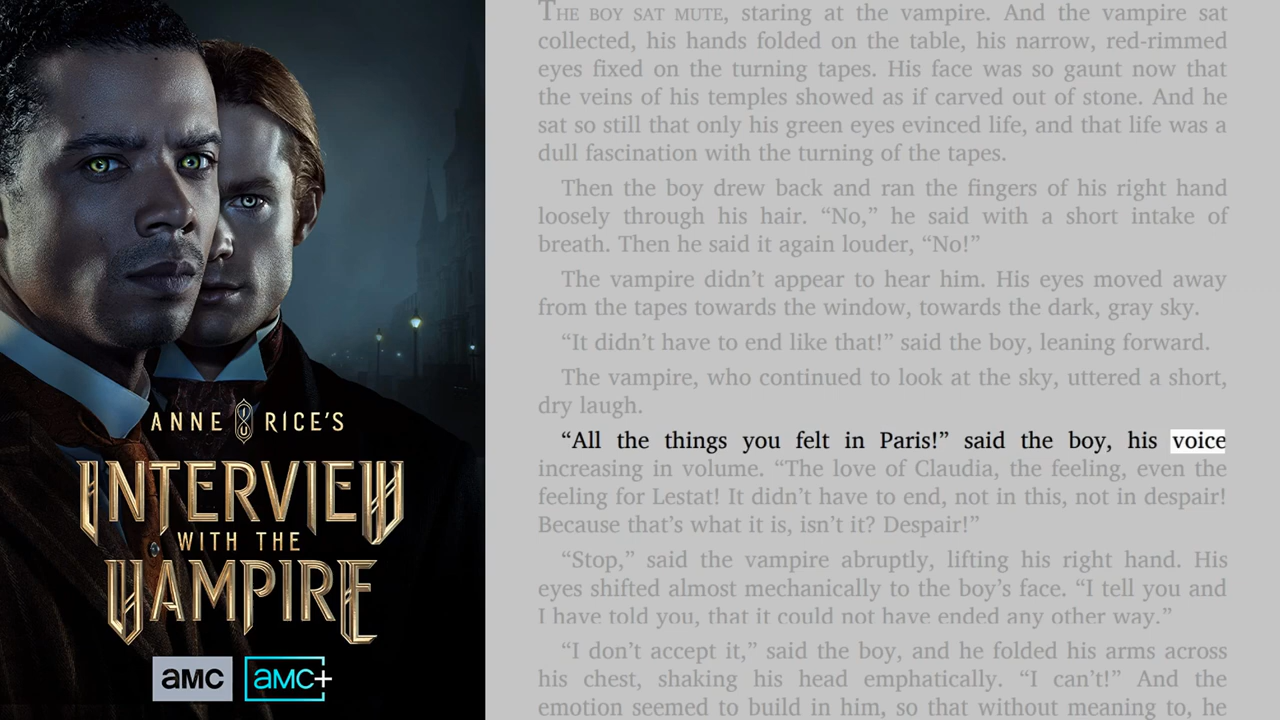 ANNE RICE'S
INTERVIEW
WITH THE
VAMPIRE
amc
amc+
THE BOY SAT MUTE, staring at the vampire. And the vampire sat
collected, his hands folded on the table, his narrow, red-rimmed
eyes fixed on the turning tapes. His face was so gaunt now that
the veins of his temples showed as if carved out of stone. And he
sat so still that only his green eyes evinced life, and that life was a
dull fascination with the turning of the tapes.
Then the boy drew back and ran the fingers of his right hand
loosely through his hair. “No,” he said with a short intake of
breath. Then he said it again louder, “No!”
The vampire didn’t appear to hear him. His eyes moved away
from the tapes towards the window, towards the dark, gray sky.
“It didn’t have to end like that!” said the boy, leaning forward.
The vampire, who continued to look at the sky, uttered a short,
dry laugh.
“All the things you felt in Paris!” said the boy, his voice
increasing in volume. “The love of Claudia, the feeling, even the
feeling for Lestat! It didn’t have to end, not in this, not in despair!
Because that’s what it is, isn’t it? Despair!”
“Stop,” said the vampire abruptly, lifting his right hand. His
eyes shifted almost mechanically to the boy’s face. “I tell you and
I have told you, that it could not have ended any other way.”
“I don’t accept it,” said the boy, and he folded his arms across
his chest, shaking his head emphatically. “I can’t!” And the
emotion seemed to build in him, so that without meaning to, he